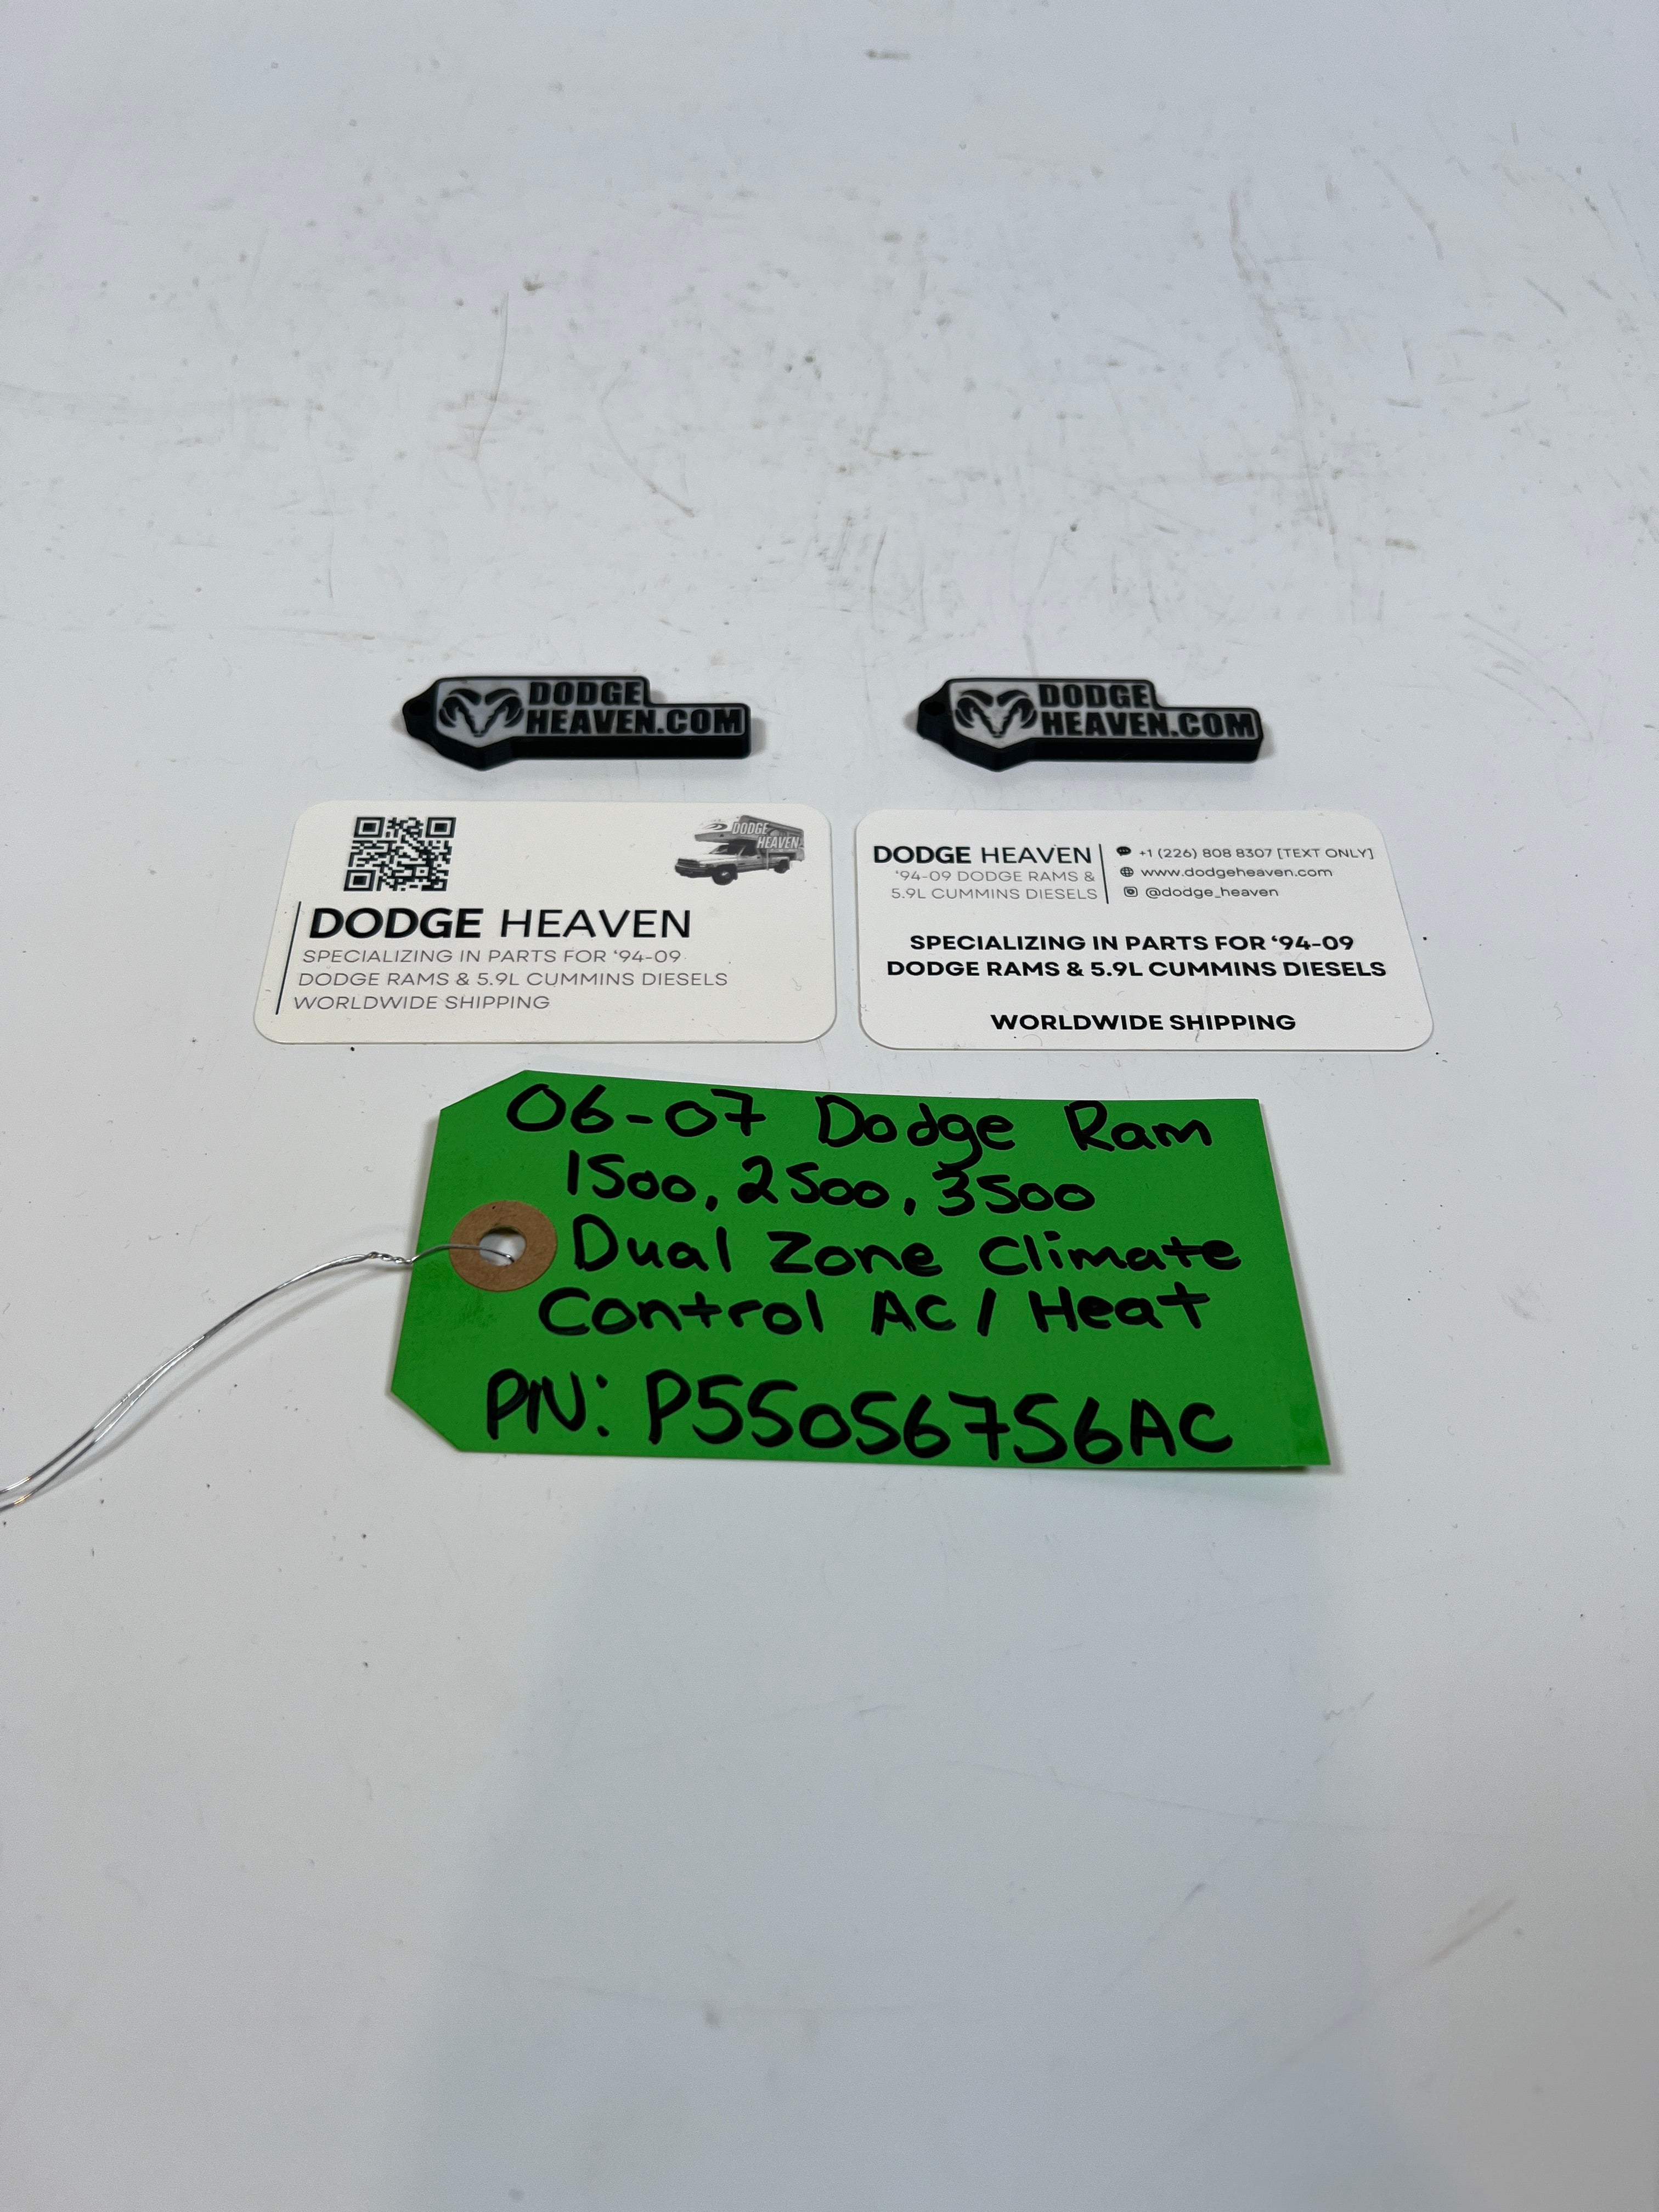 DODGE
HEAVEN.COM
DODGE
HEAVEN.COM
DODGE
HEAVEN
DODGE HEAVEN
SPECIALIZING IN PARTS FOR ‘94-09
DODGE RAMS & 5.9L CUMMINS DIESELS
WORLDWIDE SHIPPING
DODGE HEAVEN
‘94-09 DODGE RAMS &
5.9L CUMMINS DIESELS
+1 (226) 808 8307 [TEXT ONLY]
www.dodgeheaven.com
@dodge_heaven
SPECIALIZING IN PARTS FOR ‘94-09
DODGE RAMS & 5.9L CUMMINS DIESELS
WORLDWIDE SHIPPING
06-07 Dodge Ram
1500, 2500, 3500
Dual Zone Climate
Control AC / Heat
PN: P55056756AC